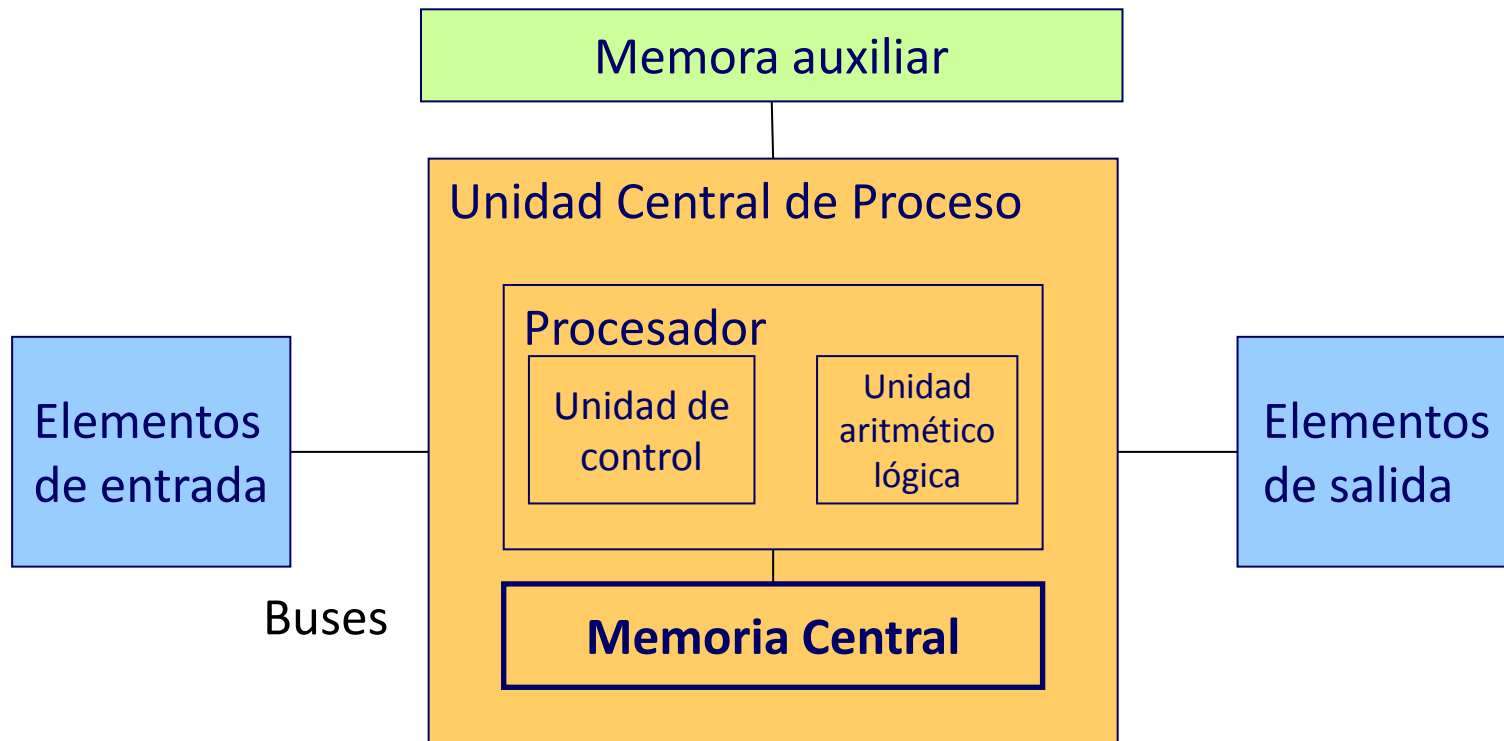 Memora auxiliar
Unidad Central de Proceso
Procesador
Unidad de
control
Unidad
aritmético
lógica
Elementos
de entrada
Elementos
de salida
Buses
Memoria Central